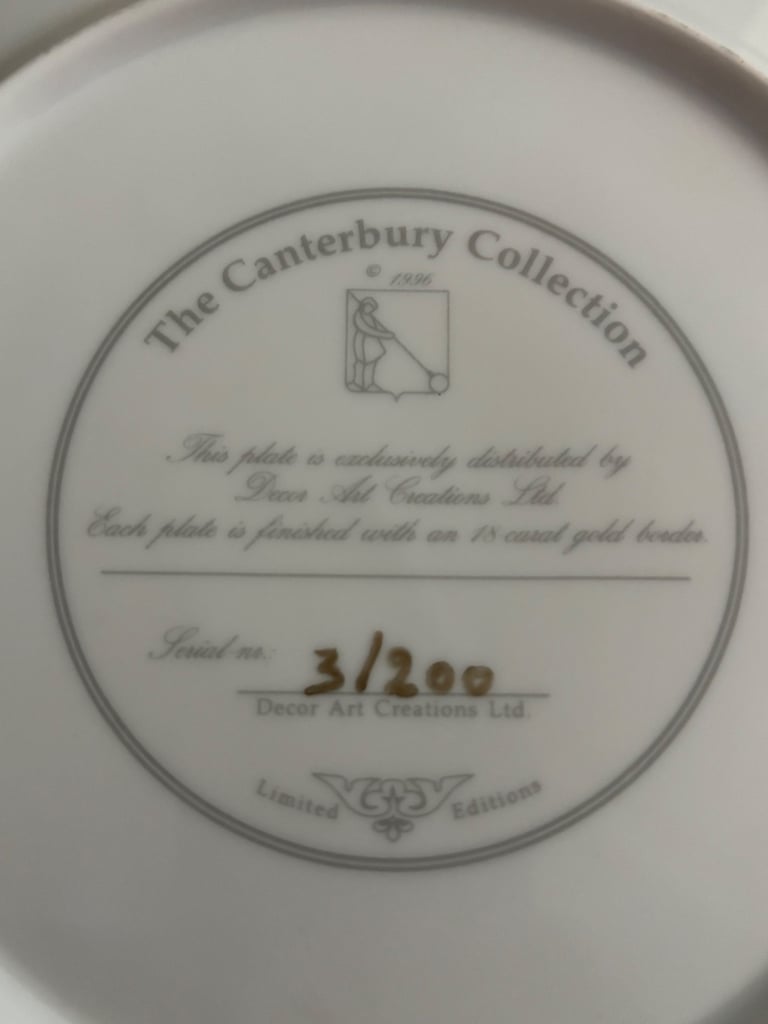 The Canterbury Collection
© 1996
This plate is exclusively distributed by
Decor Art Creations Ltd.
Each plate is finished with an 18 carat gold border.
Serial-nr.: 3/200
Decor Art Creations Ltd.
Limited Editions